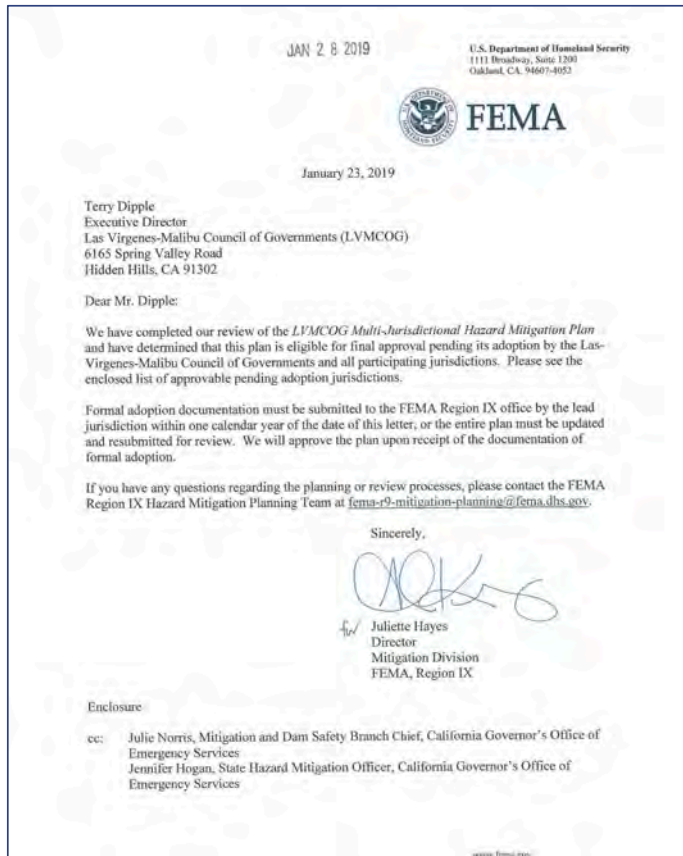 JAN 28 2019
U.S. Department of Homeland Security
1111 Broadway, Suite 1200
Oakland, CA. 94607-4052
FEMA
January 23, 2019
Terry Dipple
Executive Director
Las Virgenes-Malibu Council of Governments (LVMCOG)
6165 Spring Valley Road
Hidden Hills, CA 91302
Dear Mr. Dipple:
We have completed our review of the LVMCOG Multi-Jurisdictional Hazard Mitigation Plan
and have determined that this plan is eligible for final approval pending its adoption by the Las-
Virgenes-Malibu Council of Governments and all participating jurisdictions. Please see the
enclosed list of approvable pending adoption jurisdictions.
Formal adoption documentation must be submitted to the FEMA Region IX office by the lead
jurisdiction within one calendar year of the date of this letter, or the entire plan must be updated
and resubmitted for review. We will approve the plan upon receipt of the documentation of
formal adoption.
If you have any questions regarding the planning or review processes, please contact the FEMA
Region IX Hazard Mitigation Planning Team at fema-r9-mitigation-planning@fema.dhs.gov.
Sincerely,
for Juliette Hayes
Director
Mitigation Division
FEMA, Region IX
Enclosure
cc: Julie Norris, Mitigation and Dam Safety Branch Chief, California Governor's Office of
Emergency Services
Jennifer Hogan, State Hazard Mitigation Officer, California Governor's Office of
Emergency Services